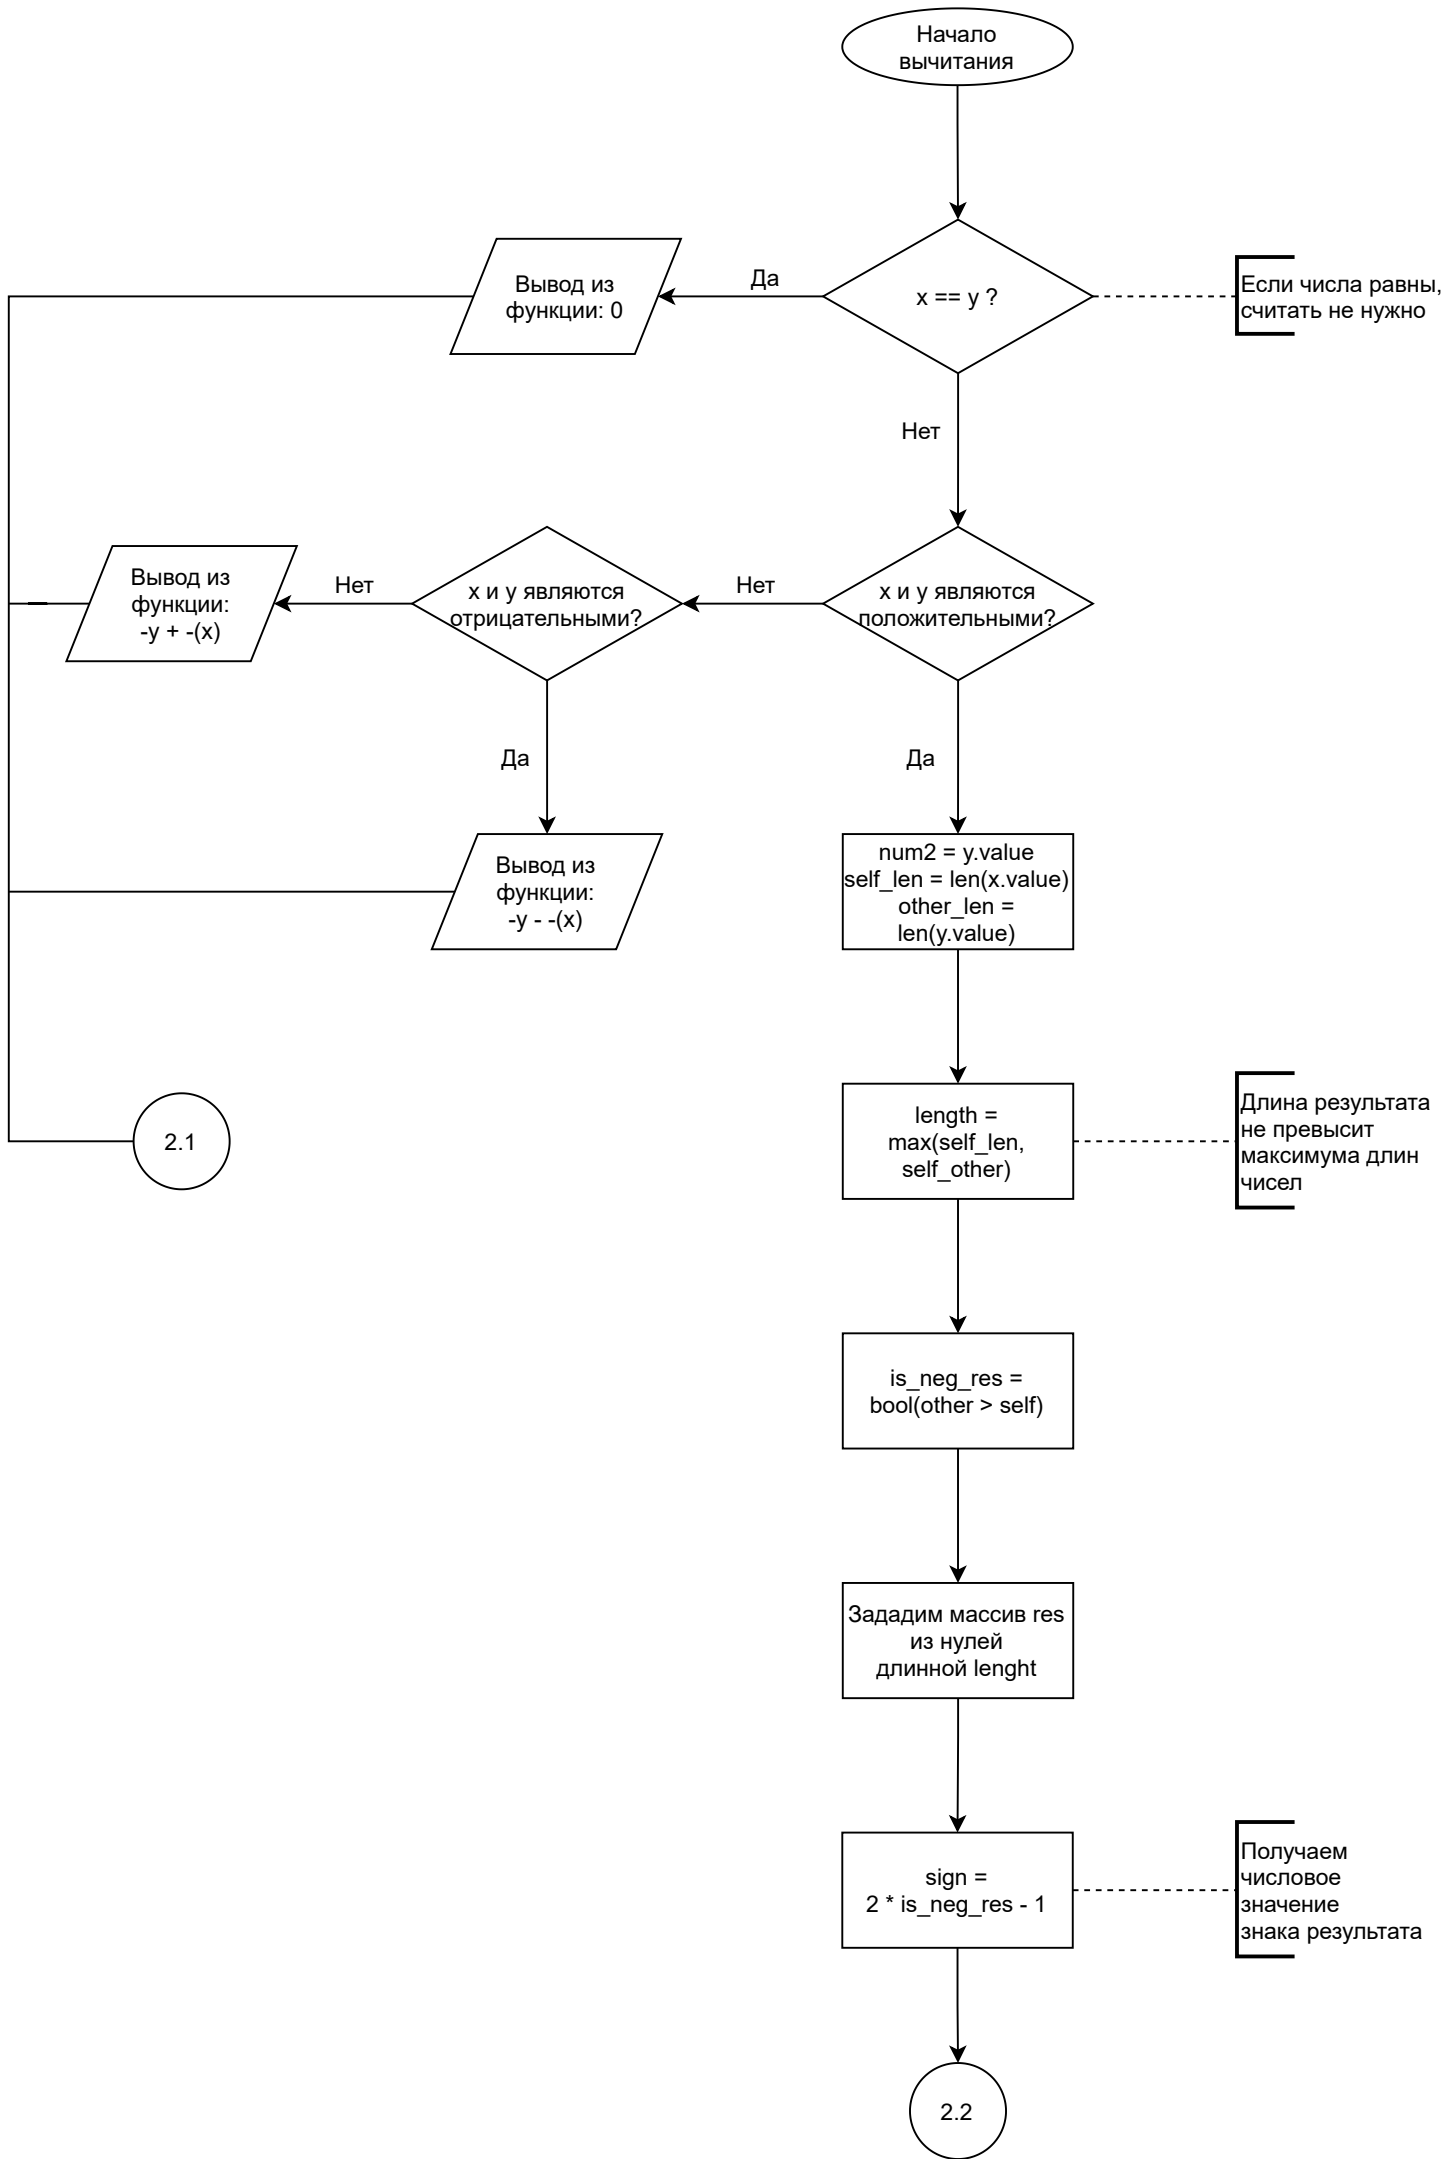 Начало
вычитания
Да
x == y ?
Если числа равны,
считать не нужно
Вывод из
функции: 0
Нет
Вывод из
функции:
-y + -(x)
Нет
x и y являются
отрицательными?
Нет
x и y являются
положительными?
Да
Да
Вывод из
функции:
-y - -(x)
num2 = y.value
self_len = len(x.value)
other_len =
len(y.value)
2.1
length =
max(self_len,
self_other)
Длина результата
не превысит
максимума длин
чисел
is_neg_res =
bool(other > self)
Зададим массив res
из нулей
длинной lenght
sign =
2 * is_neg_res - 1
Получаем
числовое
значение
знака результата
2.2